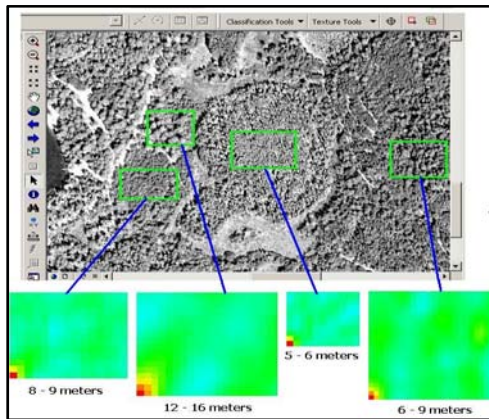 Classification Tools Texture Tools
5 - 6 meters
8 - 9 meters
12 - 16 meters
6 - 9 meters